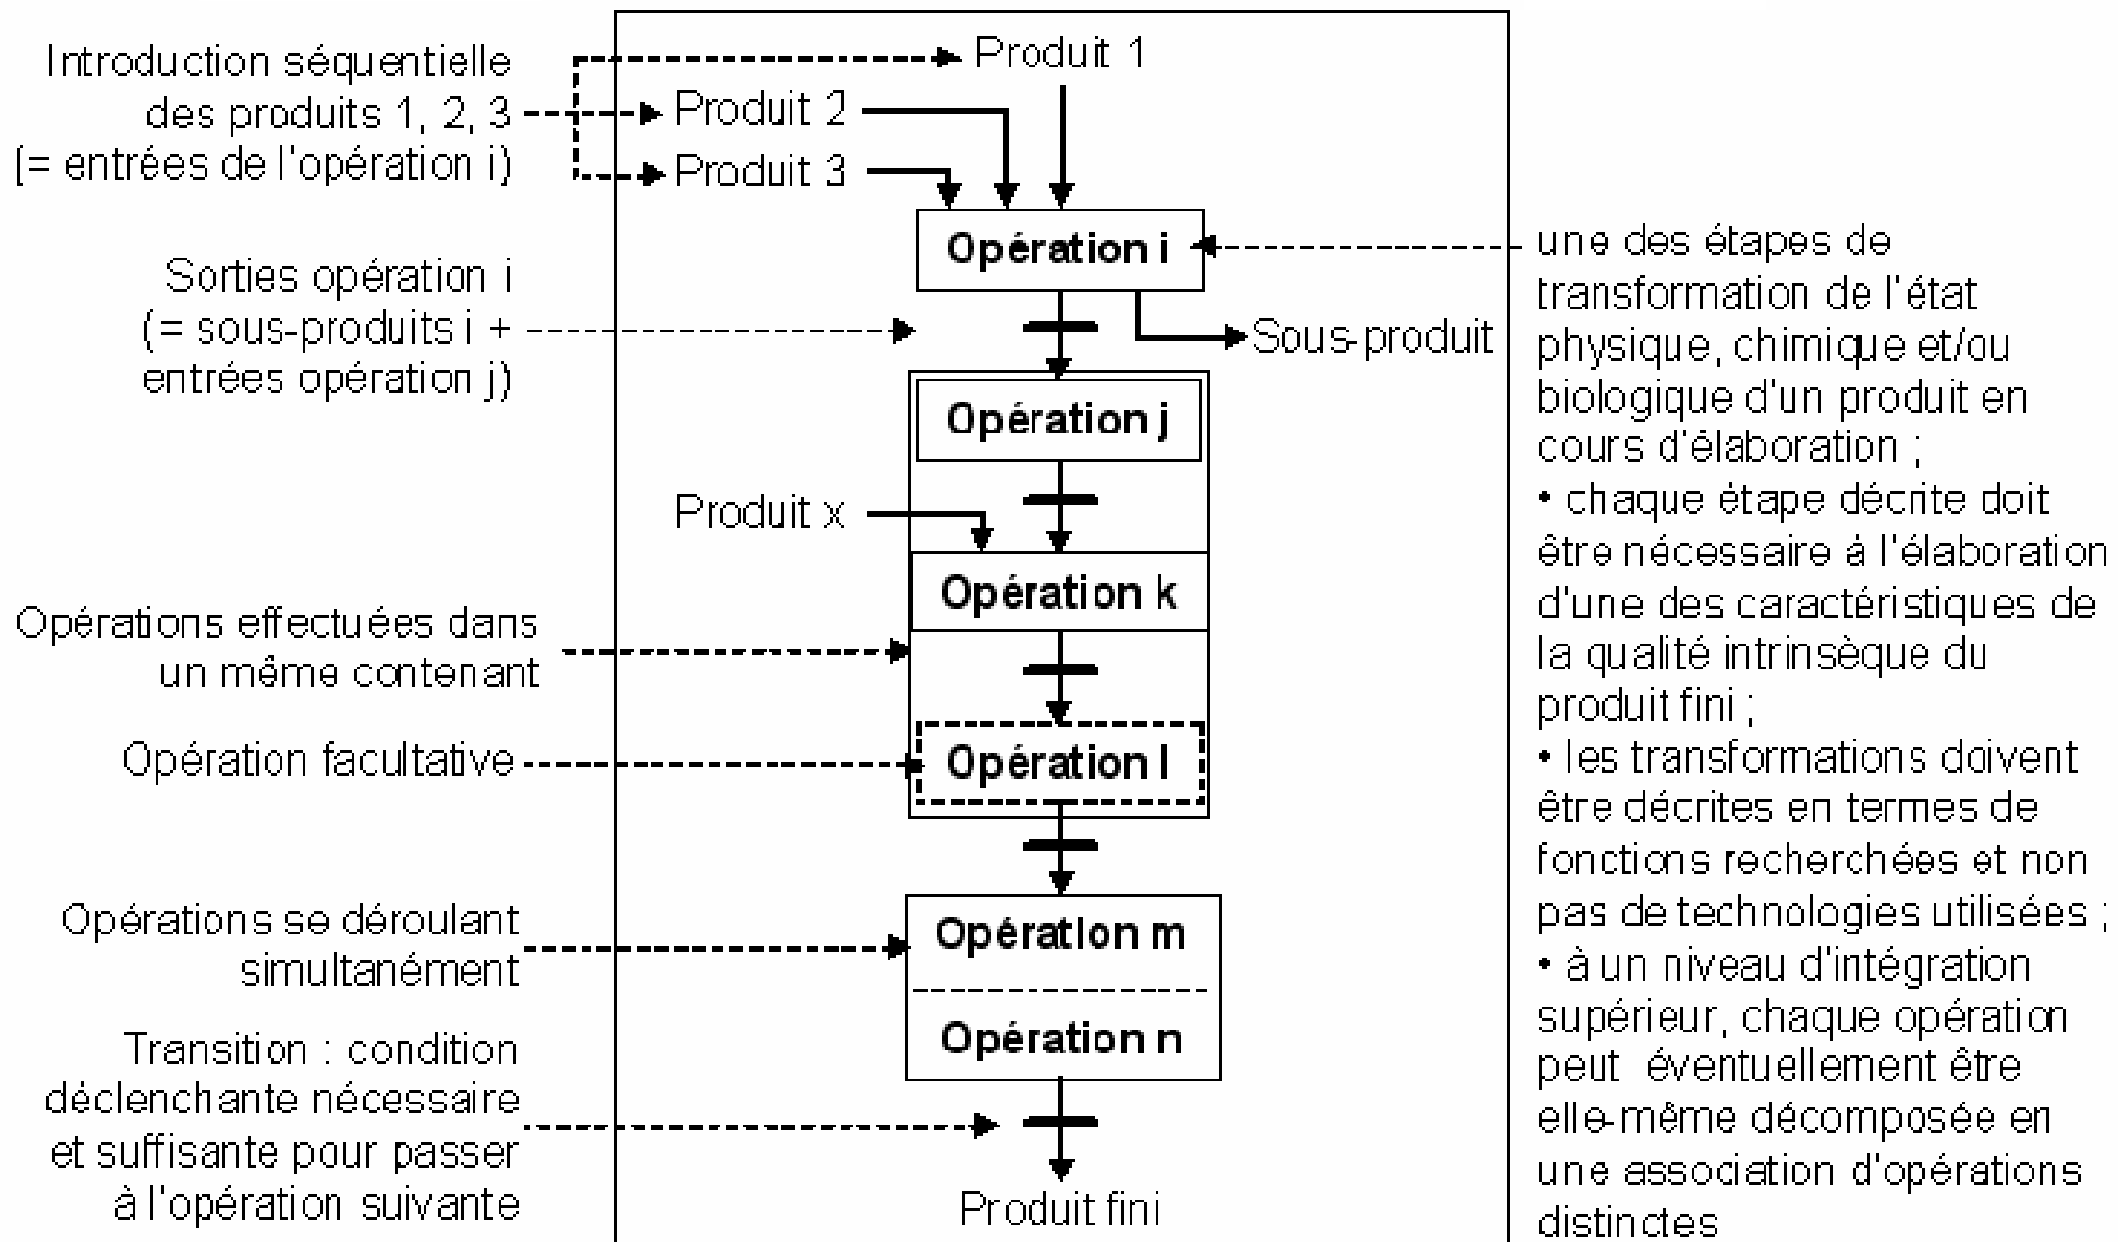 Introduction séquentielle
des produits 1, 2, 3
(= entrées de l'opération i)
Produit 1
Produit 2
Produit 3
Opération i
Sorties opération i
(= sous-produits i +
entrées opération j)
Sous-produit
Opération j
Produit x
Opération k
Opérations effectuées dans
un même contenant
Opération facultative
Opération l
Opérations se déroulant
simultanément
Opération m
Opération n
Transition : condition
déclenchante nécessaire
et suffisante pour passer
à l'opération suivante
Produit fini
une des étapes de
transformation de l'état
physique, chimique et/ou
biologique d'un produit en
cours d'élaboration ;
• chaque étape décrite doit
être nécessaire à l'élaboration
d'une des caractéristiques de
la qualité intrinsèque du
produit fini ;
• les transformations doivent
être décrites en termes de
fonctions recherchées et non
pas de technologies utilisées ;
• à un niveau d'intégration
supérieur, chaque opération
peut éventuellement être
elle-même décomposée en
une association d'opérations
distinctes